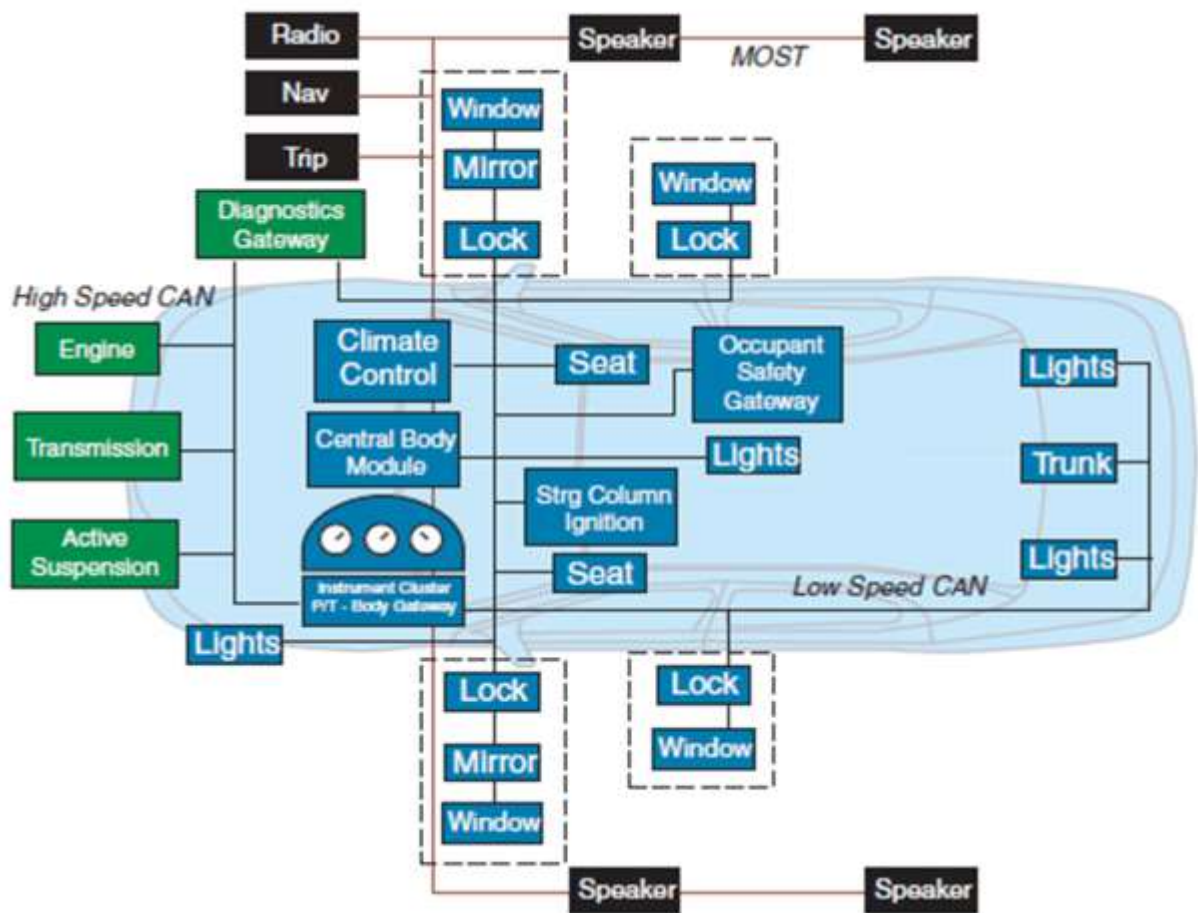 Radio
Speaker
Speaker
MOST
Nav
Window
Trip
Mirror
Window
Diagnostics
Gateway
Lock
Lock
High Speed CAN
Engine
Climate
Control
Seat
Occupant
Safety
Gateway
Lights
Transmission
Central Body
Module
Lights
Trunk
Strg Column
Ignition
Active
Suspension
Seat
Lights
Instrument Cluster
P/T - Body Gateway
Low Speed CAN
Lights
Lock
Lock
Mirror
Window
Window
Speaker
Speaker